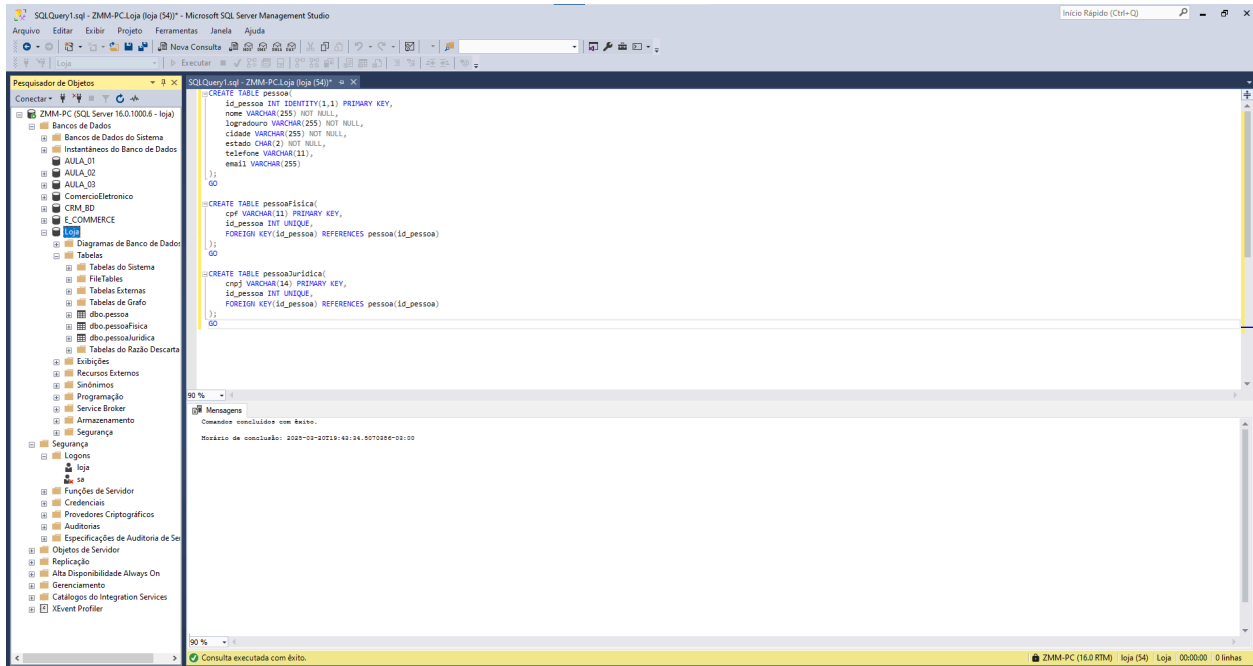 SQLQuery1.sql - ZMM-PC.Loja (loja (54))* - Microsoft SQL Server Management Studio
Início Rápido (Ctrl+Q)
Arquivo Editar Exibir Projeto Ferramentas Janela Ajuda
Nova Consulta
Loja
Executar
Pesquisador de Objetos
Conectar
ZMM-PC (SQL Server 16.0.1000.6 - loja)
Bancos de Dados
Bancos de Dados do Sistema
Instantâneos do Banco de Dados
AULA_01
AULA_02
AULA_03
ComercioEletronico
CRM_BD
E_COMMERCE
Loja
Diagramas de Banco de Dados
Tabelas
Tabelas do Sistema
FileTables
Tabelas Externas
Tabelas de Grafo
dbo.pessoa
dbo.pessoaFisica
dbo.pessoaJuridica
Tabelas do Razão Descarta
Exibições
Recursos Externos
Sinônimos
Programação
Service Broker
Armazenamento
Segurança
Segurança
Logons
loja
sa
Funções de Servidor
Credenciais
Provedores Criptográficos
Auditorias
Especificações de Auditoria de Se
Objetos de Servidor
Replicação
Alta Disponibilidade Always On
Gerenciamento
Catálogos do Integration Services
XEvent Profiler
SQLQuery1.sql - ZMM-PC.Loja (loja (54))*
CREATE TABLE pessoa(
id_pessoa INT IDENTITY(1,1) PRIMARY KEY,
nome VARCHAR(255) NOT NULL,
logradouro VARCHAR(255) NOT NULL,
cidade VARCHAR(255) NOT NULL,
estado CHAR(2) NOT NULL,
telefone VARCHAR(11),
email VARCHAR(255)
);
GO
CREATE TABLE pessoaFisica(
cpf VARCHAR(11) PRIMARY KEY,
id_pessoa INT UNIQUE,
FOREIGN KEY(id_pessoa) REFERENCES pessoa(id_pessoa)
);
GO
CREATE TABLE pessoaJuridica(
cnpj VARCHAR(14) PRIMARY KEY,
id_pessoa INT UNIQUE,
FOREIGN KEY(id_pessoa) REFERENCES pessoa(id_pessoa)
);
GO
90 %
Mensagens
Comandos concluídos com êxito.
Horário de conclusão: 2025-03-20T19:43:34.5070386-03:00
90 %
Consulta executada com êxito.
ZMM-PC (16.0 RTM) loja (54) Loja 00:00:00 0 linhas